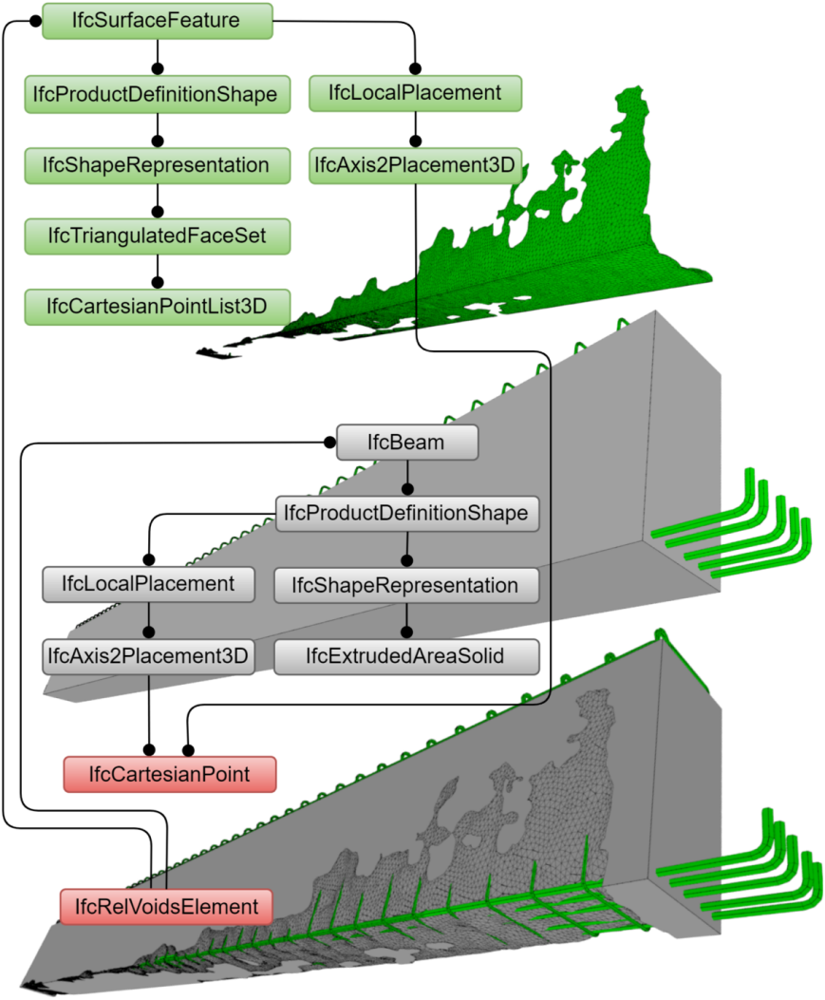 IfcSurfaceFeature
IfcProductDefinitionShape
IfcLocalPlacement
IfcShapeRepresentation
IfcAxis2Placement3D
IfcTriangulatedFaceSet
IfcCartesianPointList3D
IfcBeam
IfcProductDefinitionShape
IfcLocalPlacement
IfcShapeRepresentation
IfcAxis2Placement3D
IfcExtrudedAreaSolid
IfcCartesianPoint
IfcRelVoidsElement